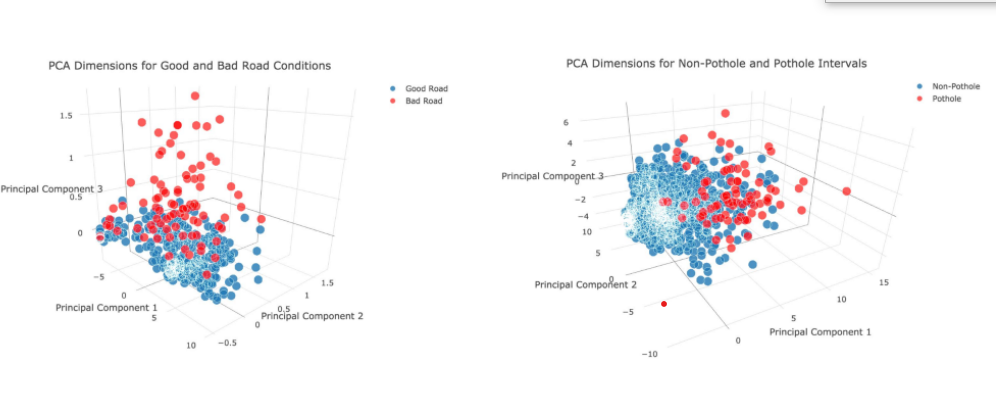 PCA Dimensions for Good and Bad Road Conditions
Good Road
Bad Road
1.5
1
Principal Component 3
0.5
0
−5
0
Principal Component 1
5
10
−0.5
0
0.5
Principal Component 2
1
1.5
PCA Dimensions for Non-Pothole and Pothole Intervals
Non-Pothole
Pothole
6
4
2
Principal Component 3
0
−2
−4
10
5
0
Principal Component 2
−5
−10
0
5
Principal Component 1
10
15